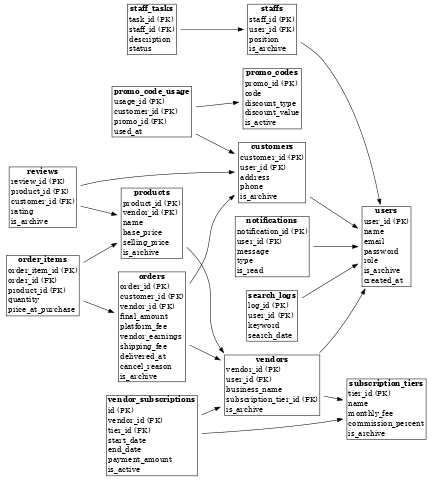 staff_tasks
task_id (PK)
staff_id (FK)
description
status
staffs
staff_id (PK)
user_id (FK)
position
is_archive
promo_codes
promo_id (PK)
code
discount_type
discount_value
is_active
promo_code_usage
usage_id (PK)
customer_id (FK)
promo_id (FK)
used_at
customers
customer_id (PK)
user_id (FK)
address
phone
is_archive
reviews
review_id (PK)
product_id (FK)
customer_id (FK)
rating
is_archive
products
product_id (PK)
vendor_id (FK)
name
base_price
selling_price
is_archive
notifications
notification_id (PK)
user_id (FK)
message
type
is_read
users
user_id (PK)
name
email
password
role
is_archive
created_at
order_items
order_item_id (PK)
order_id (FK)
product_id (FK)
quantity
price_at_purchase
orders
order_id (PK)
customer_id (FK)
vendor_id (FK)
final_amount
platform_fee
vendor_earnings
shipping_fee
delivered_at
cancel_reason
is_archive
search_logs
log_id (PK)
user_id (FK)
keyword
search_date
vendors
vendor_id (PK)
user_id (FK)
business_name
subscription_tier_id (FK)
is_archive
vendor_subscriptions
id (PK)
vendor_id (FK)
tier_id (FK)
start_date
end_date
payment_amount
is_active
subscription_tiers
tier_id (PK)
name
monthly_fee
commission_percent
is_archive